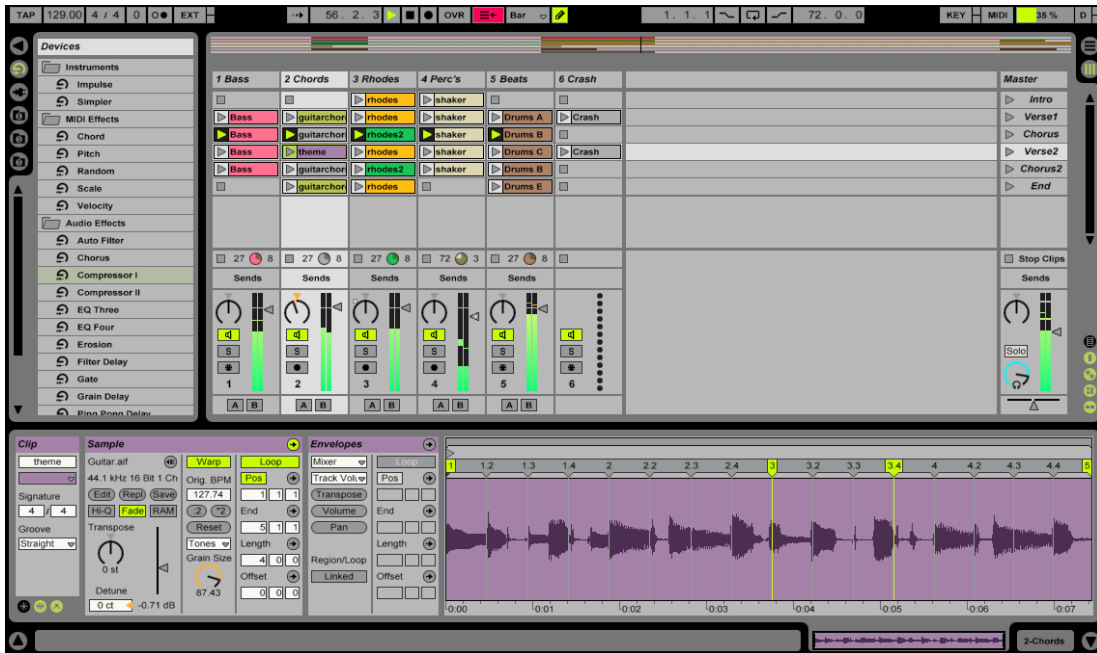 TAP 129.00 4 / 4 0 EXT 56. 2. 3 OVR Bar 1. 1. 1 72. 0. 0 KEY MIDI 35 % D
Devices
Instruments
Impulse
Simpler
MIDI Effects
Chord
Pitch
Random
Scale
Velocity
Audio Effects
Auto Filter
Chorus
Compressor I
Compressor II
EQ Three
EQ Four
Erosion
Filter Delay
Gate
Grain Delay
Ping Pong Delay
1 Bass 2 Chords 3 Rhodes 4 Perc's 5 Beats 6 Crash Master
rhodes shaker Intro
Bass guitarchor rhodes shaker Drums A Crash Verse1
Bass guitarchor rhodes2 shaker Drums B Chorus
Bass theme rhodes shaker Drums C Crash Verse2
Bass guitarchor rhodes2 shaker Drums B Chorus2
guitarchor rhodes Drums E End
27 8 27 8 27 8 72 3 27 8 Stop Clips
Sends Sends Sends Sends Sends Sends Sends
S S S S S S Solo
1 2 3 4 5 6
A B A B A B A B A B
Clip
theme
Signature
4 / 4
Groove
Straight
Sample
Guitar.aif
44.1 kHz 16 Bit 1 Ch
Edit Repl Save
Hi-Q Fade RAM
Transpose
0 st
Detune
0 ct -0.71 dB
Warp
Orig. BPM
127.74
:2 *2
Reset
Tones
Grain Size
87.43
Loop
Pos
1 1 1
End
5 1 1
Length
4 0 0
Offset
0 0 0
Envelopes
Mixer
Track Volu
Transpose
Volume
Pan
Region/Loop
Linked
Loop
Pos
End
Length
Offset
1 1.2 1.3 1.4 2 2.2 2.3 2.4 3 3.2 3.3 3.4 4 4.2 4.3 4.4 5
0:00 0:01 0:02 0:03 0:04 0:05 0:06 0:07
2-Chords